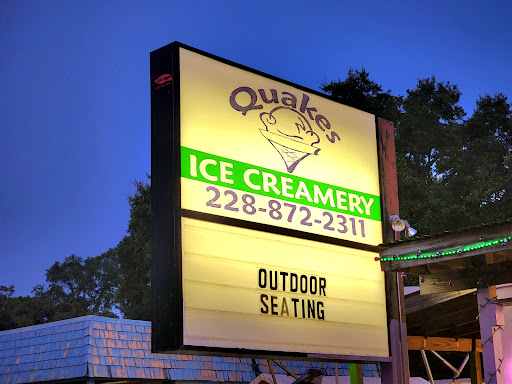 Quakes
ICE CREAMERY
228-872-2311
OUTDOOR
SEATING